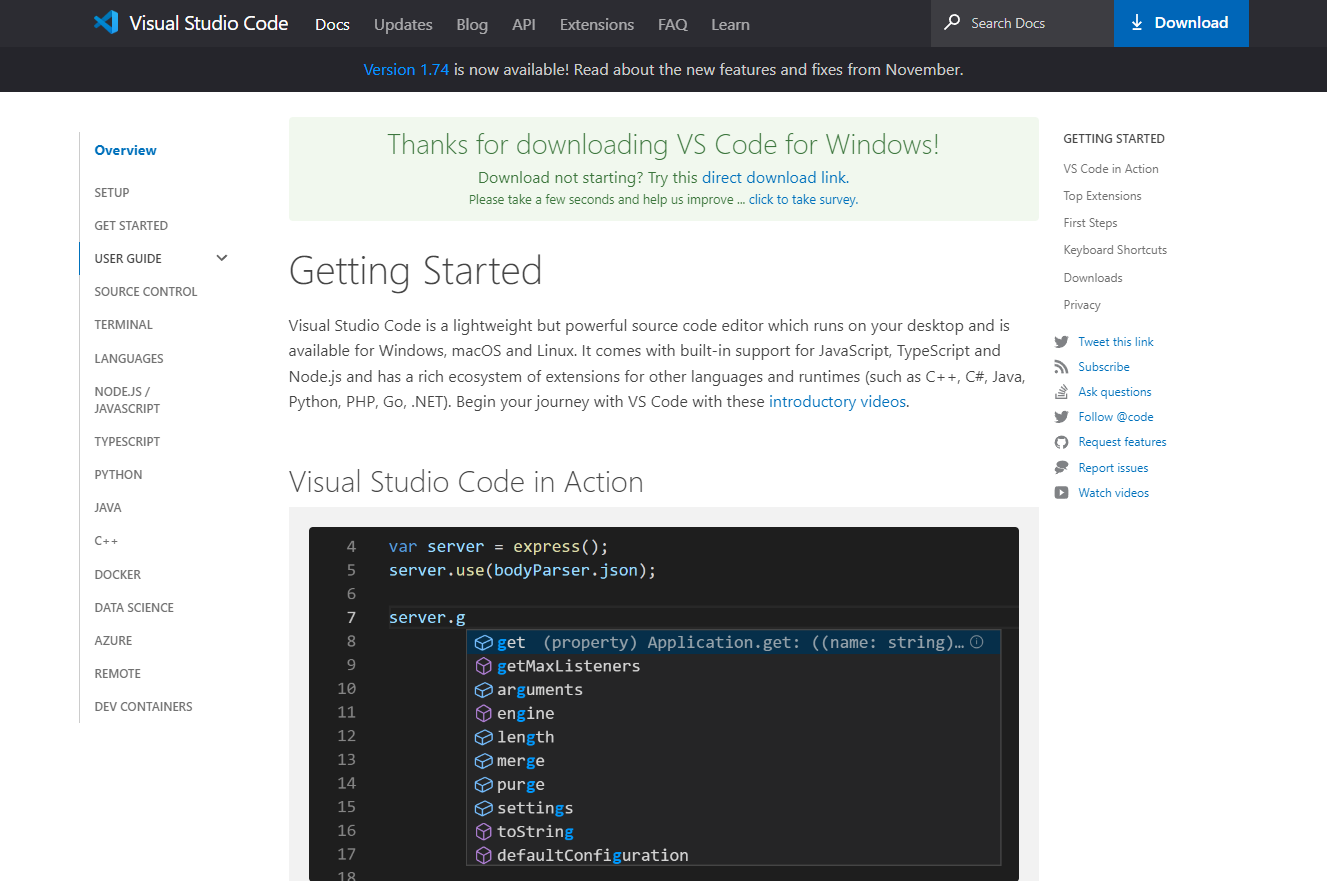 Visual Studio Code Docs Updates Blog API Extensions FAQ Learn Search Docs Download
Version 1.74 is now available! Read about the new features and fixes from November.
Overview
SETUP
GET STARTED
USER GUIDE
SOURCE CONTROL
TERMINAL
LANGUAGES
NODE.JS /
JAVASCRIPT
TYPESCRIPT
PYTHON
JAVA
C++
DOCKER
DATA SCIENCE
AZURE
REMOTE
DEV CONTAINERS
Thanks for downloading VS Code for Windows!
Download not starting? Try this direct download link.
Please take a few seconds and help us improve ... click to take survey.
Getting Started
Visual Studio Code is a lightweight but powerful source code editor which runs on your desktop and is
available for Windows, macOS and Linux. It comes with built-in support for JavaScript, TypeScript and
Node.js and has a rich ecosystem of extensions for other languages and runtimes (such as C++, C#, Java,
Python, PHP, Go, .NET). Begin your journey with VS Code with these introductory videos.
Visual Studio Code in Action
4 var server = express();
5 server.use(bodyParser.json);
6
7 server.g
8 get (property) Application.get: ((name: string)…
9 getMaxListeners
10 arguments
11 engine
12 length
13 merge
14 purge
15 settings
16 toString
17 defaultConfiguration
18
GETTING STARTED
VS Code in Action
Top Extensions
First Steps
Keyboard Shortcuts
Downloads
Privacy
Tweet this link
Subscribe
Ask questions
Follow @code
Request features
Report issues
Watch videos